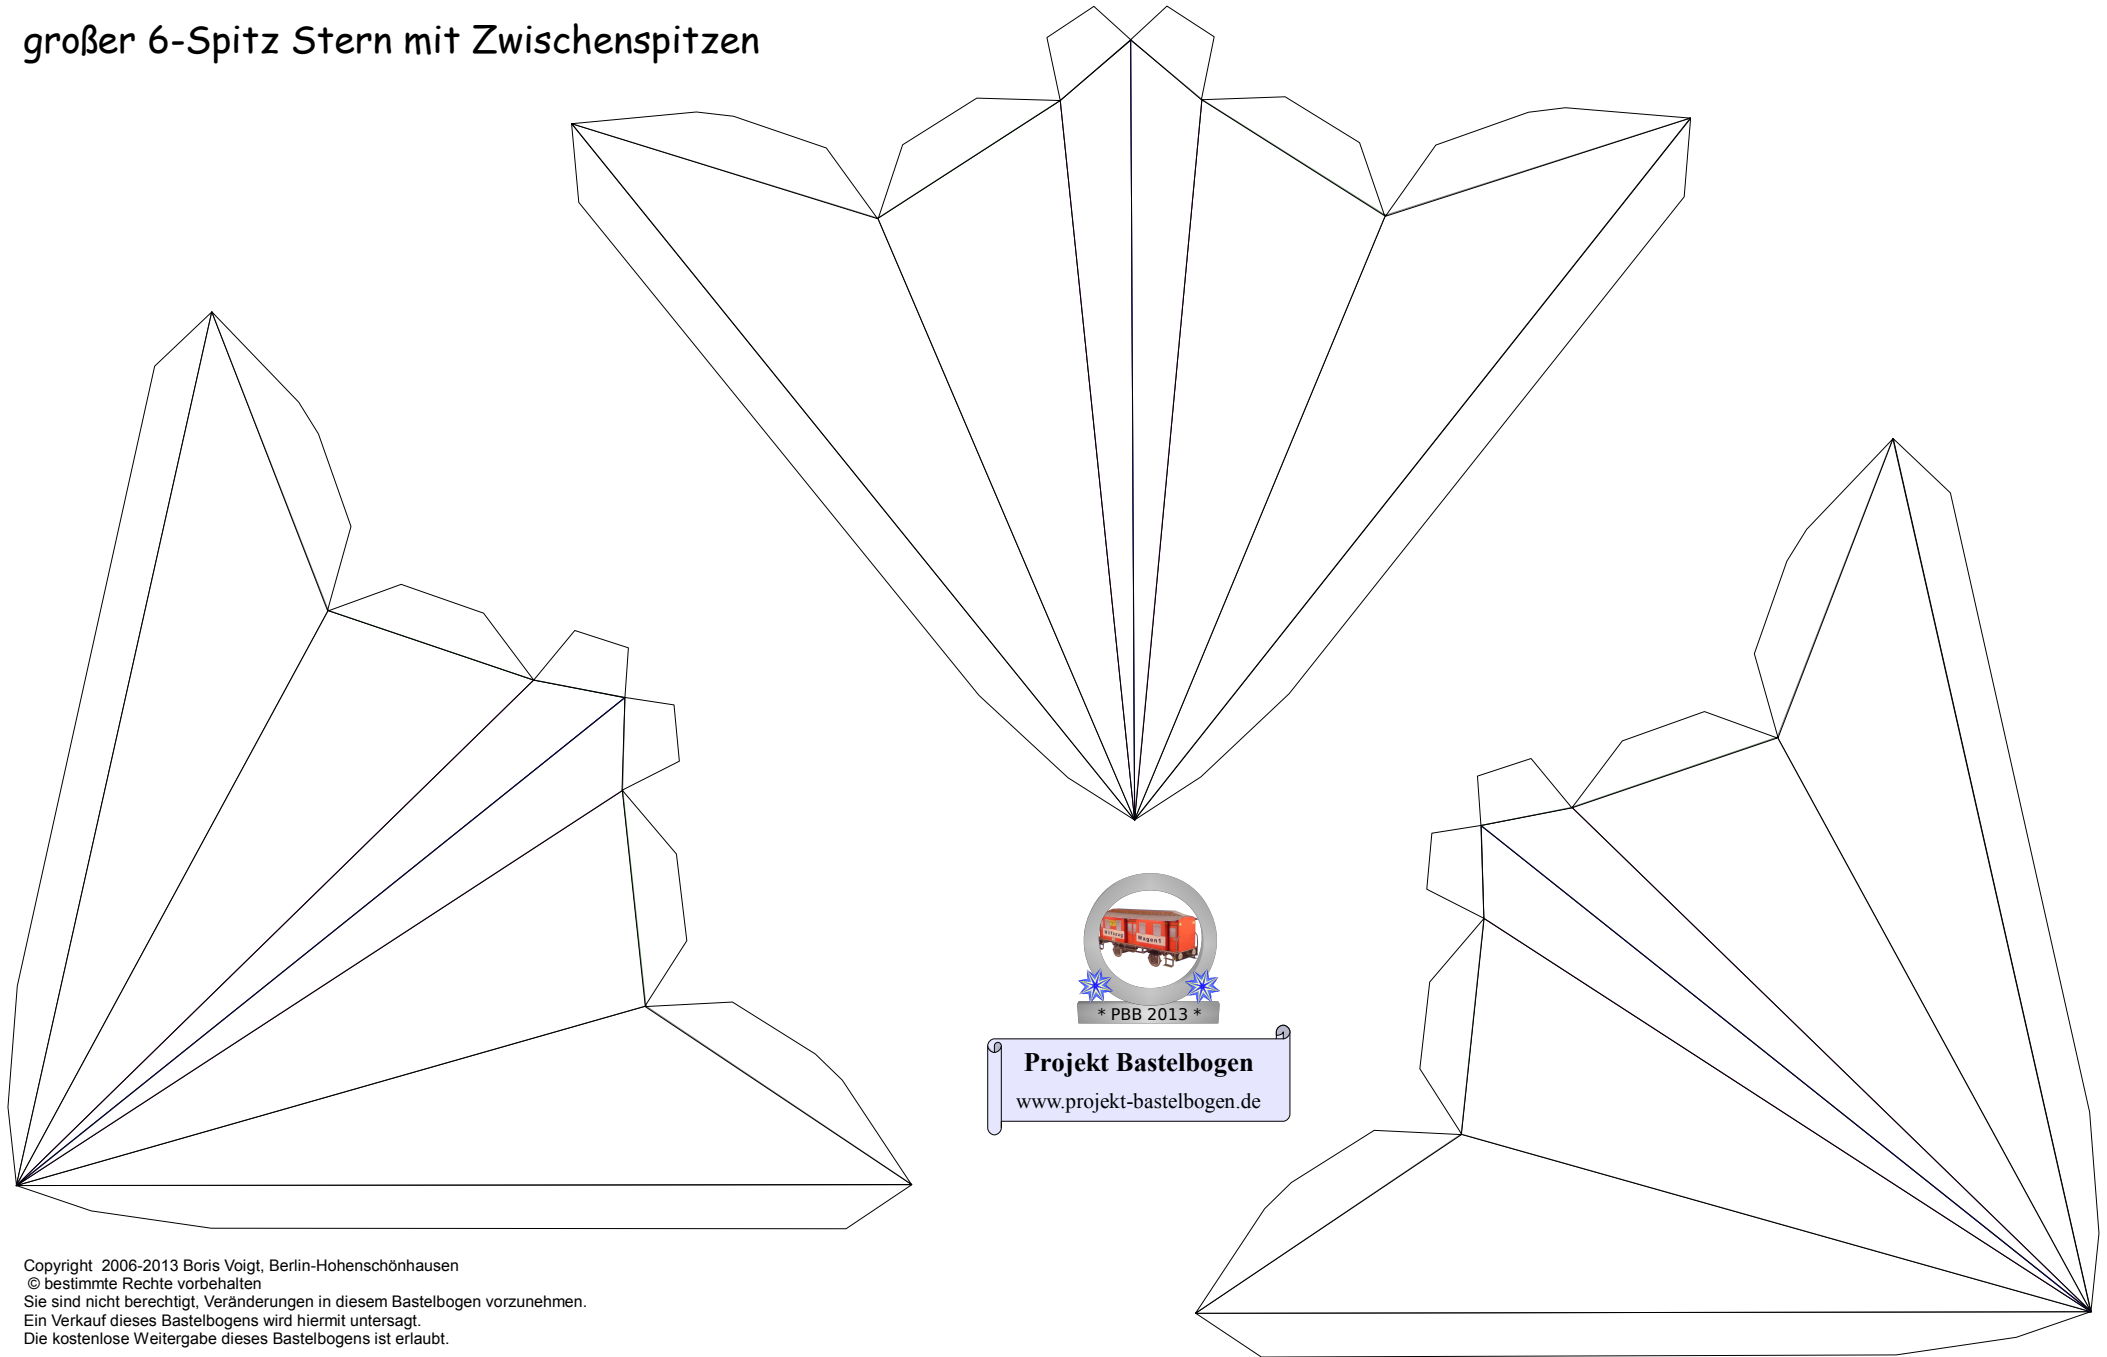 großer 6-Spitz Stern mit Zwischenspitzen
Wagen1
* PBB 2013 *
Projekt Bastelbogen
www.projekt-bastelbogen.de
Copyright  2006-2013 Boris Voigt, Berlin-Hohenschönhausen
© bestimmte Rechte vorbehalten
Sie sind nicht berechtigt, Veränderungen in diesem Bastelbogen vorzunehmen.
Ein Verkauf dieses Bastelbogens wird hiermit untersagt.
Die kostenlose Weitergabe dieses Bastelbogens ist erlaubt.